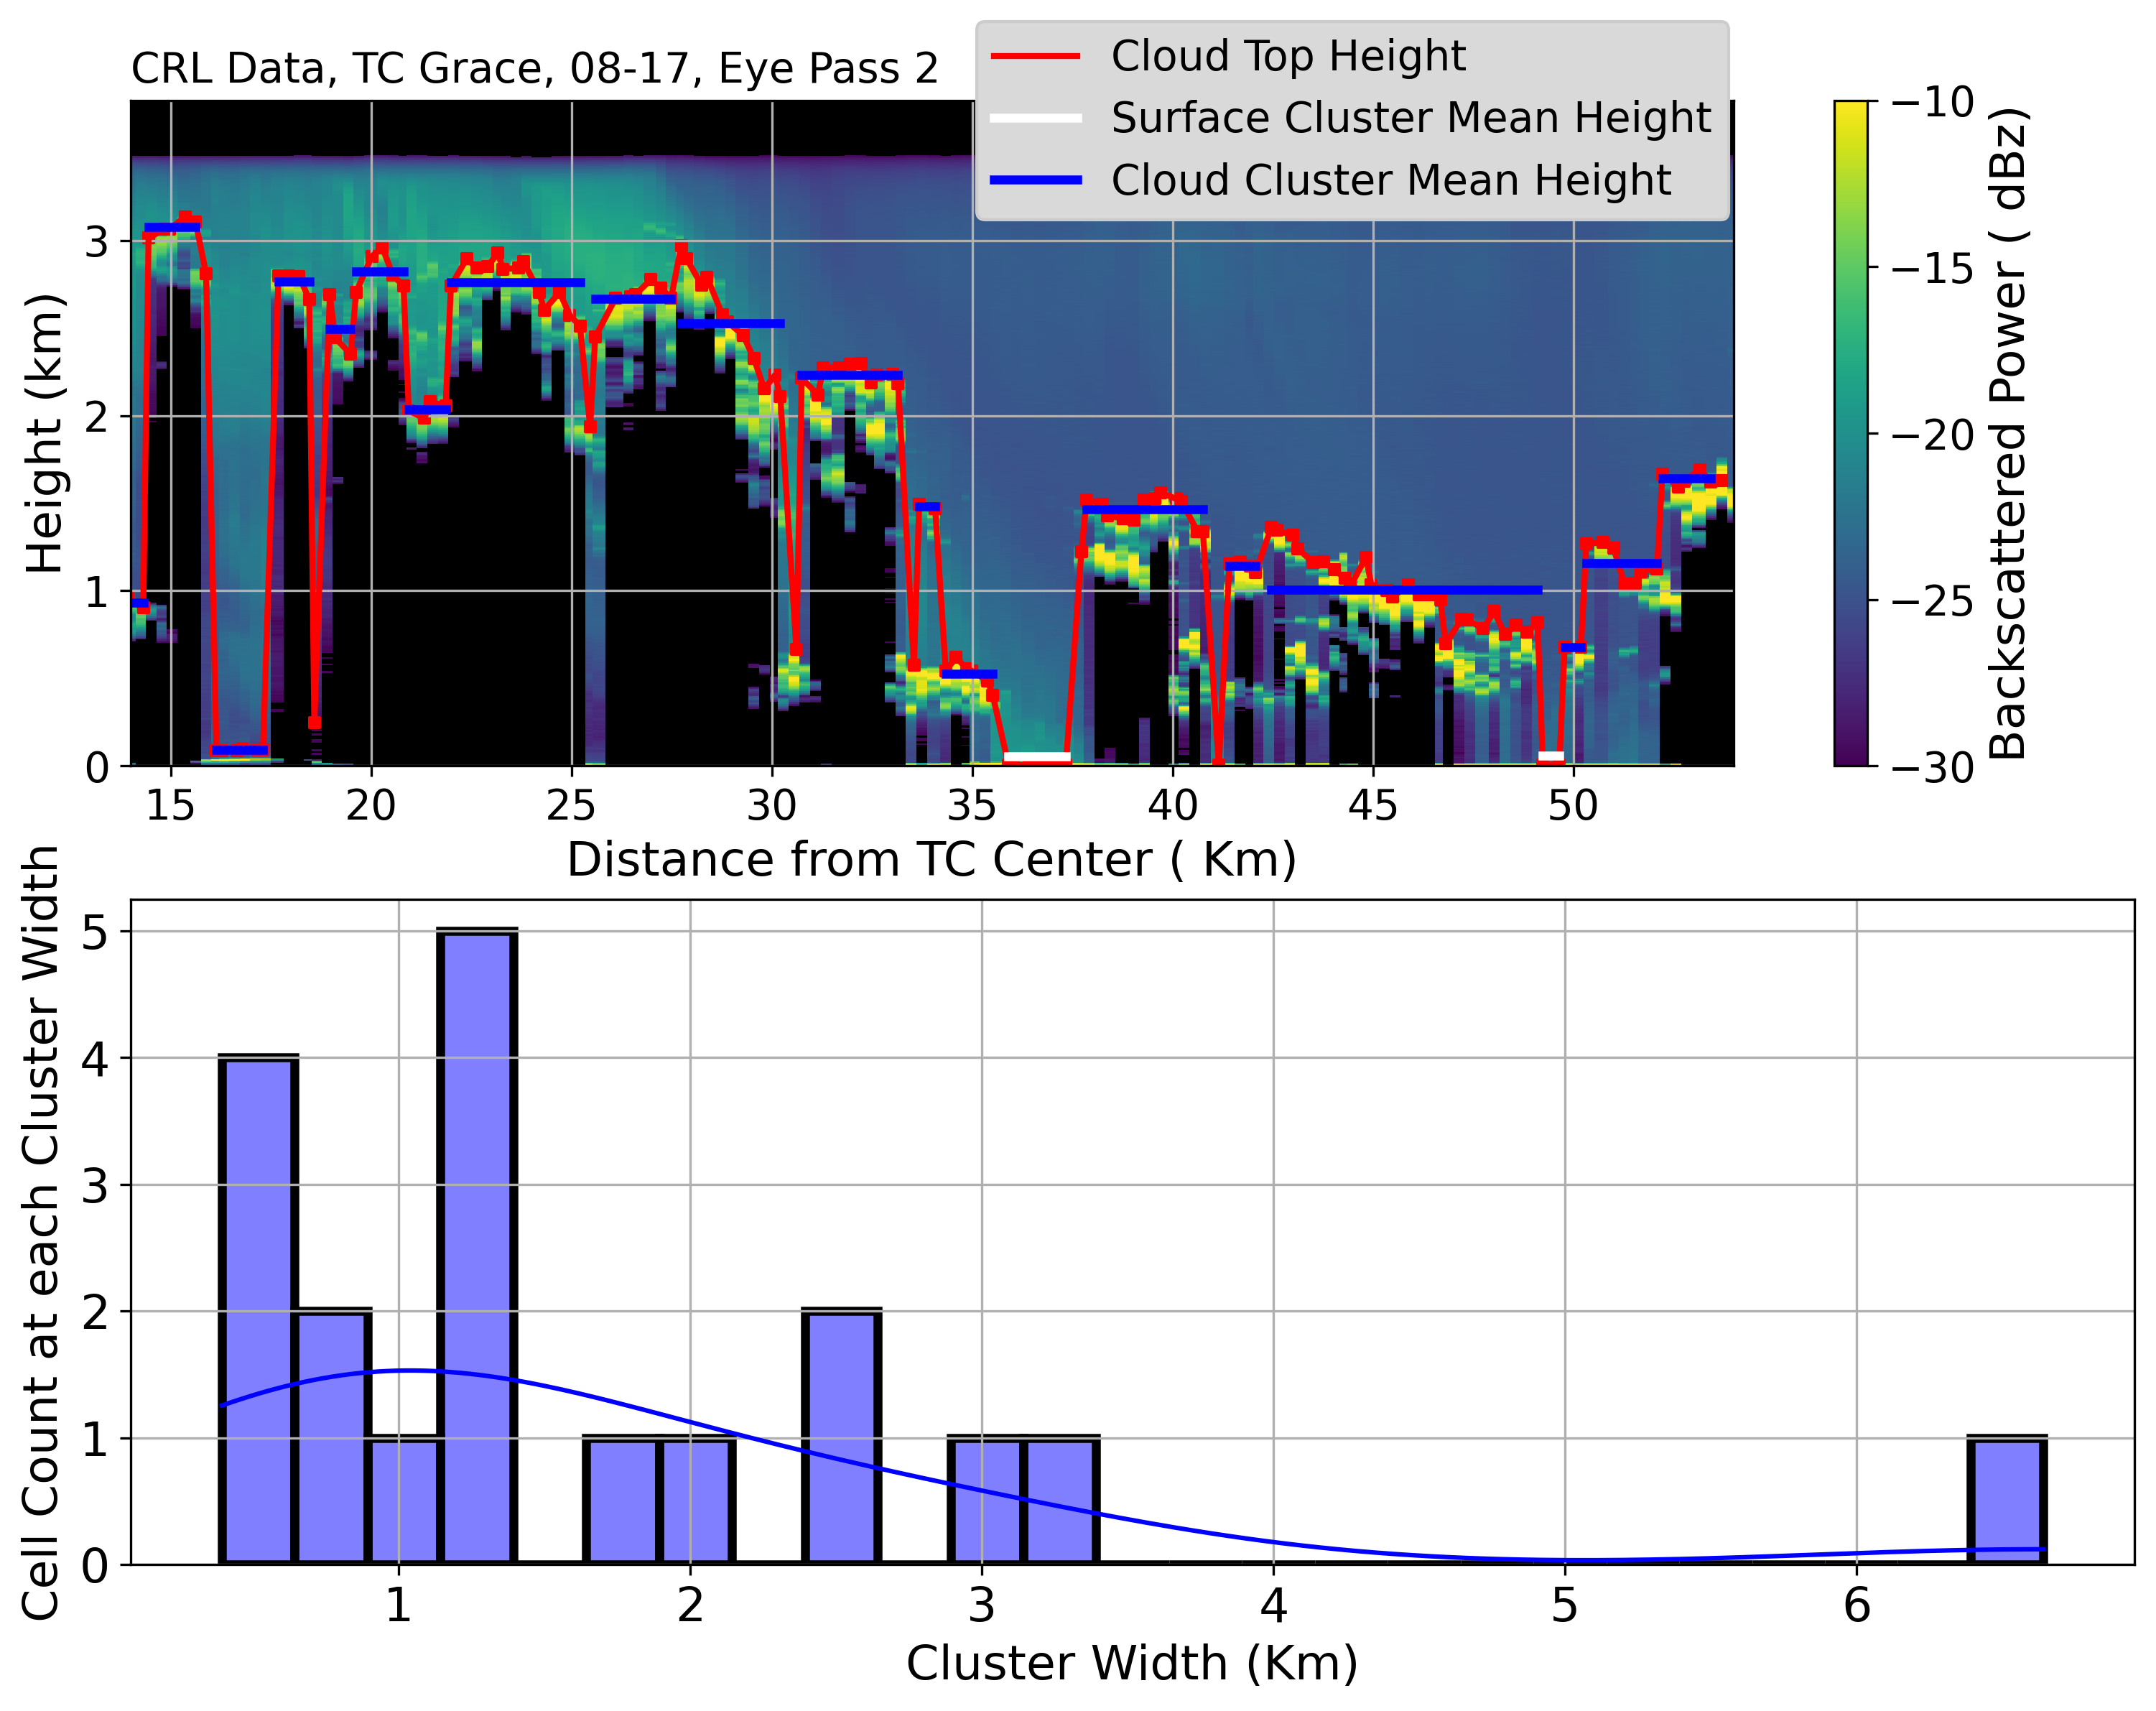 CRL Data, TC Grace, 08-17, Eye Pass 2
Cloud Top Height
Surface Cluster Mean Height
Cloud Cluster Mean Height
Height (km)
3
2
1
0
15 20 25 30 35 40 45 50
Distance from TC Center ( Km)
−10
−15
−20
−25
−30
Backscattered Power ( dBz)
Cell Count at each Cluster Width
5
4
3
2
1
0
1 2 3 4 5 6
Cluster Width (Km)